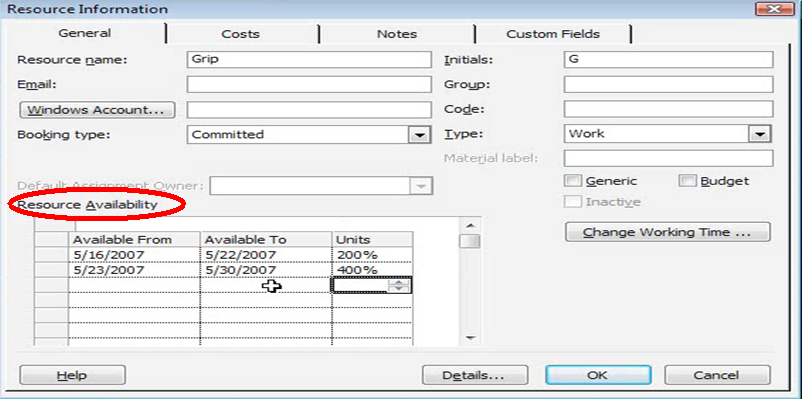 Resource Information
General Costs Notes Custom Fields
Resource name: Grip Initials: G
Email: Group:
Windows Account... Code:
Booking type: Committed Type: Work
Material label:
Default Assignment Owner: Generic Budget
Resource Availability Inactive
Change Working Time ...
Available From Available To Units
5/16/2007 5/22/2007 200%
5/23/2007 5/30/2007 400%
Help Details... OK Cancel